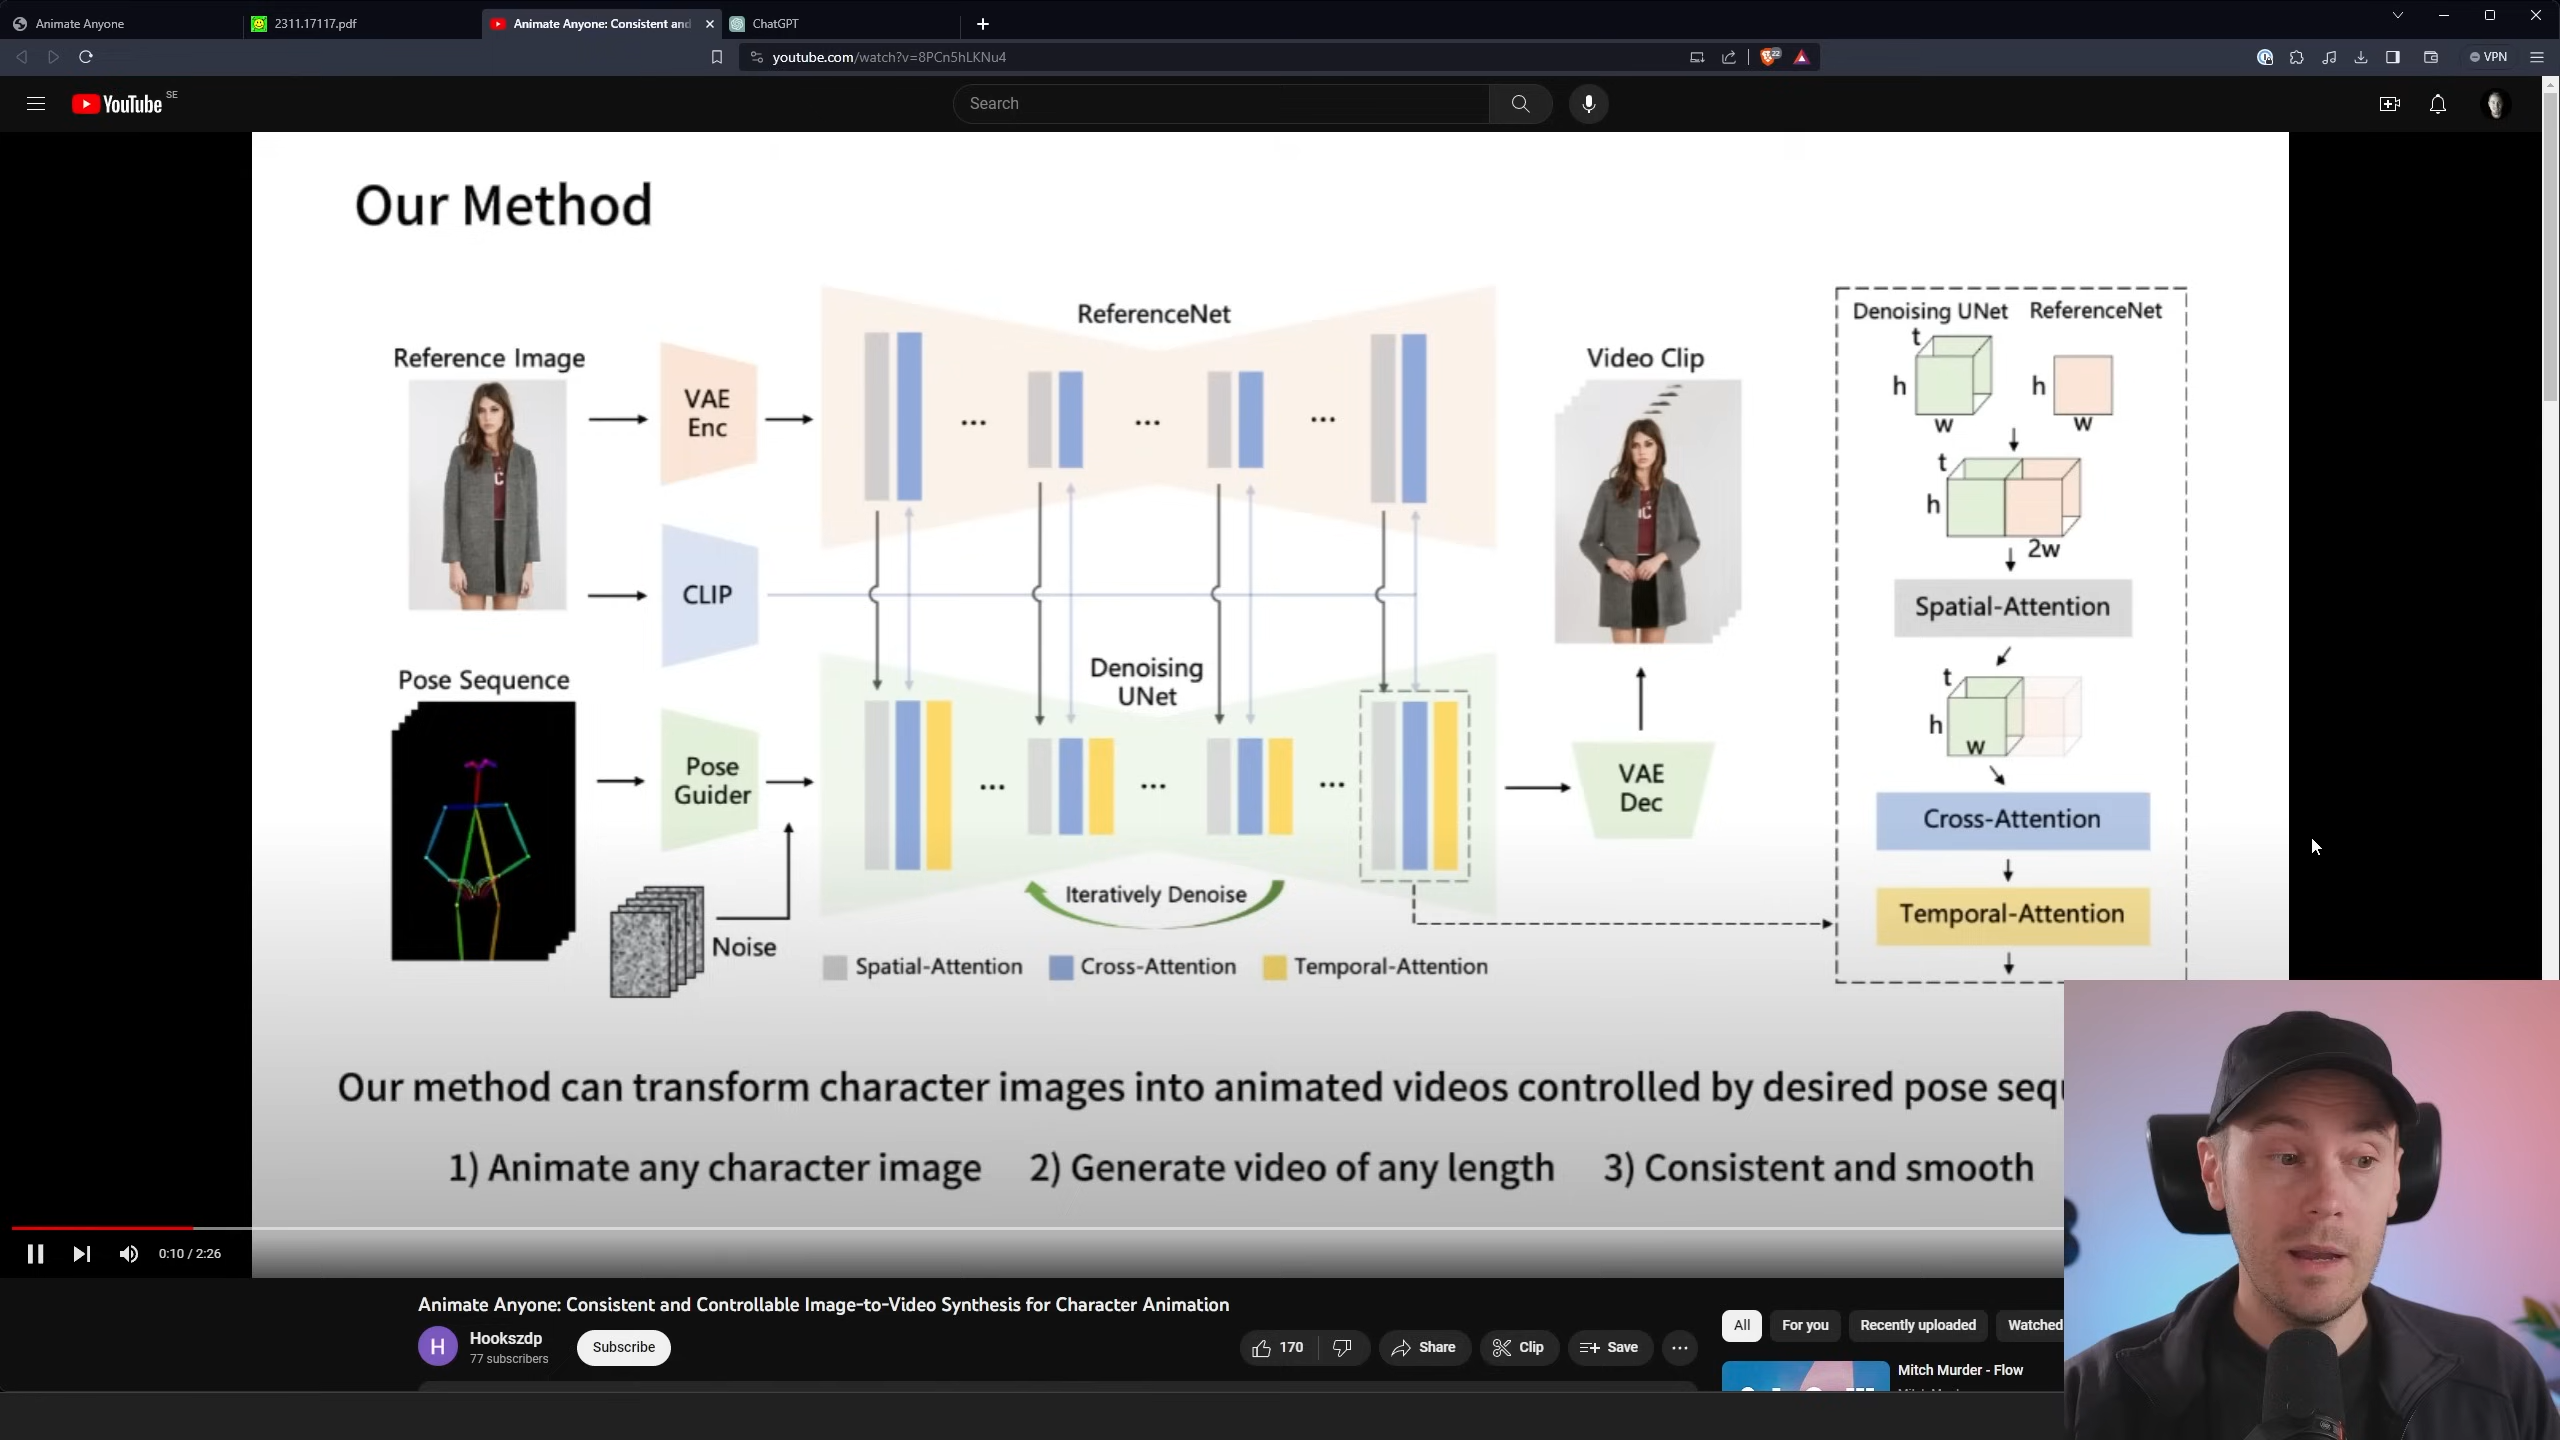 Animate Anyone
2311.17117.pdf
Animate Anyone: Consistent and
ChatGPT
youtube.com/watch?v=8PCn5hLKNu4
22
VPN
YouTube SE
Search
Our Method
ReferenceNet
Reference Image
VAE
Enc
CLIP
Pose Sequence
Pose
Guider
Noise
Denoising
UNet
Iteratively Denoise
Spatial-Attention Cross-Attention Temporal-Attention
Video Clip
VAE
Dec
Denoising UNet ReferenceNet
t
h h
w w
t
h
2w
Spatial-Attention
t
h
w
Cross-Attention
Temporal-Attention
Our method can transform character images into animated videos controlled by desired pose
1) Animate any character image 2) Generate video of any length 3) Consistent and smooth
0:10 / 2:26
Animate Anyone: Consistent and Controllable Image-to-Video Synthesis for Character Animation
H
Hookszdp
77 subscribers
Subscribe
170
Share
Clip
Save
All
For you
Recently uploaded
Watched
Mitch Murder - Flow